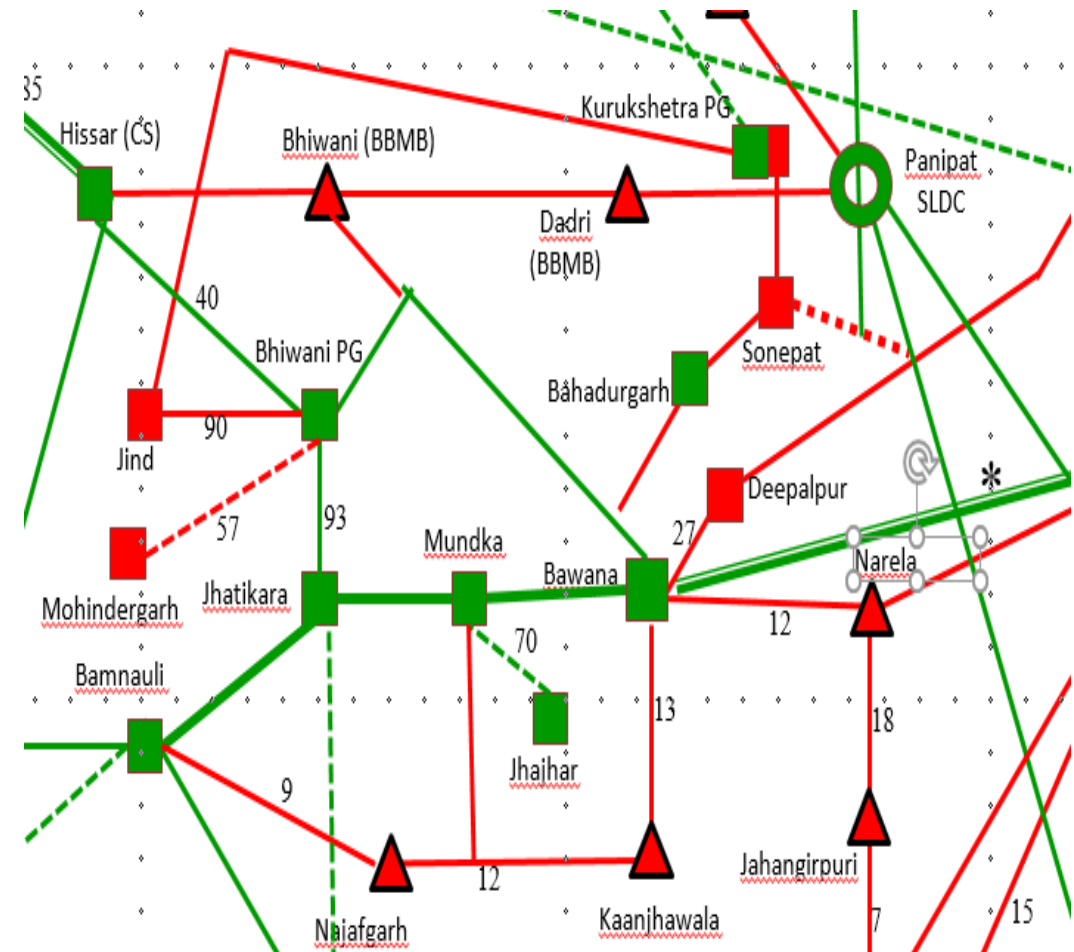 85
Hissar (CS)
Bhiwani (BBMB)
Kurukshetra PG
Panipat
SLDC
Dadri
(BBMB)
40
Bhiwani PG
Sonepat
Bahadurgarh
90
Jind
Deepalpur
*
57
93
27
Mundka
Narela
Bawana
Jhatikara
Mohindergarh
12
70
Bamnauli
13
18
Jhajhar
9
Jahangirpuri
12
7
15
Najafgarh
Kaanjhawala